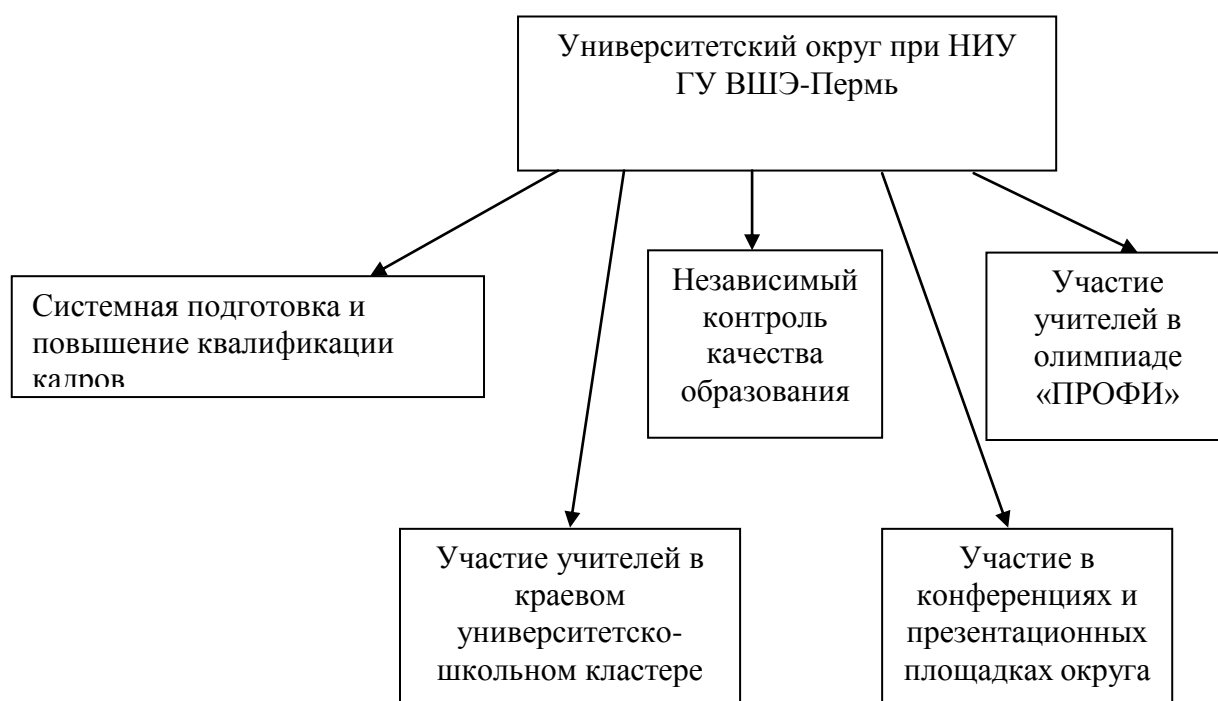 Университетский округ при НИУ
ГУ ВШЭ-Пермь
Системная подготовка и
повышение квалификации
кадров
Независимый
контроль
качества
образования
Участие
учителей в
олимпиаде
«ПРОФИ»
Участие учителей в
краевом
университетско-
школьном кластере
Участие в
конференциях и
презентационных
площадках округа